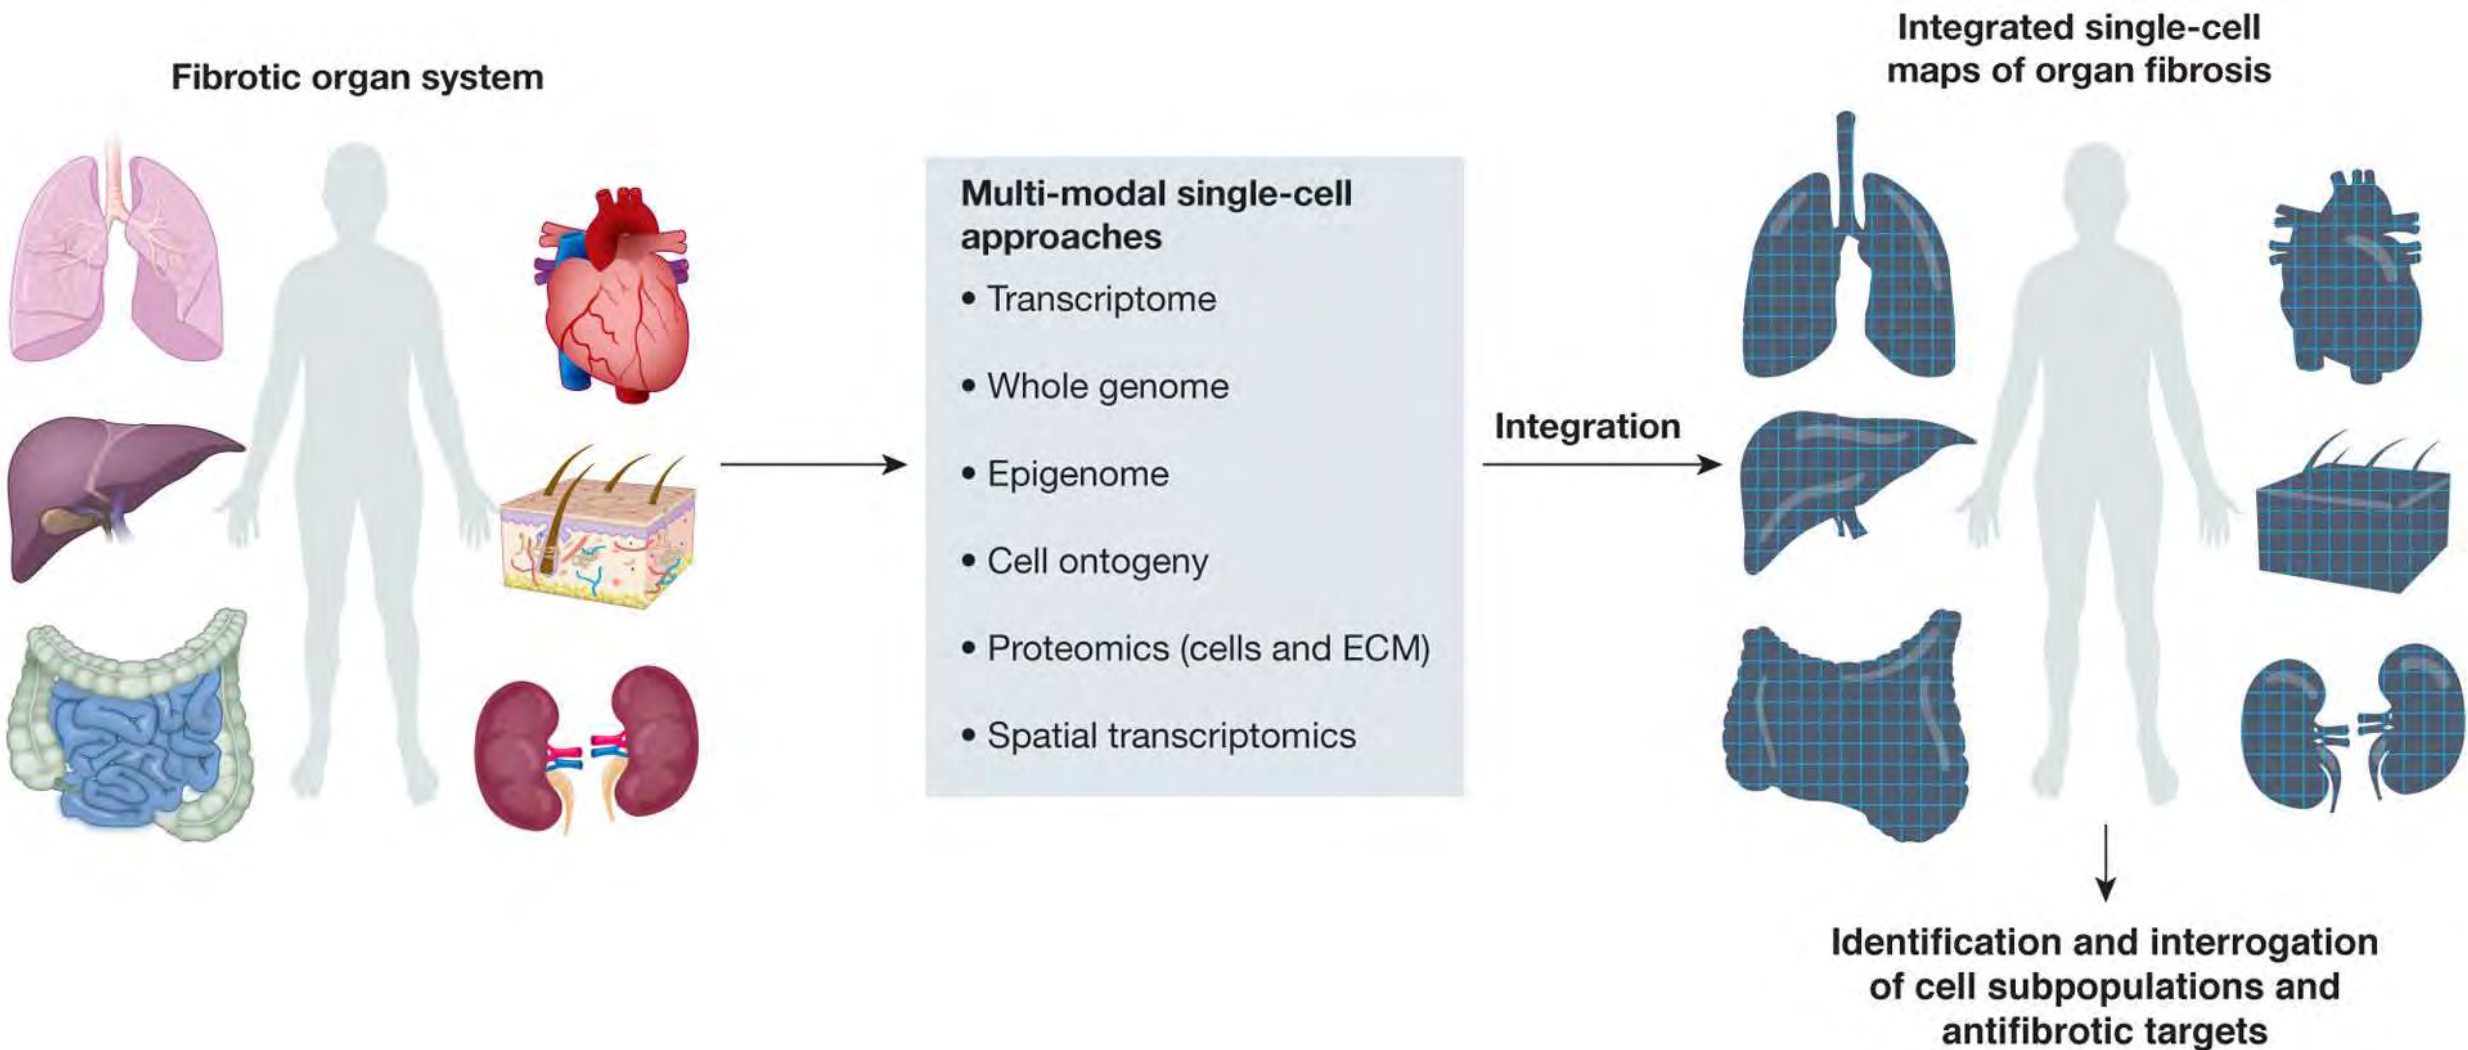 Fibrotic organ system
Multi-modal single-cell
approaches
• Transcriptome
• Whole genome
• Epigenome
• Cell ontogeny
• Proteomics (cells and ECM)
• Spatial transcriptomics
Integration
Integrated single-cell
maps of organ fibrosis
Identification and interrogation
of cell subpopulations and
antifibrotic targets